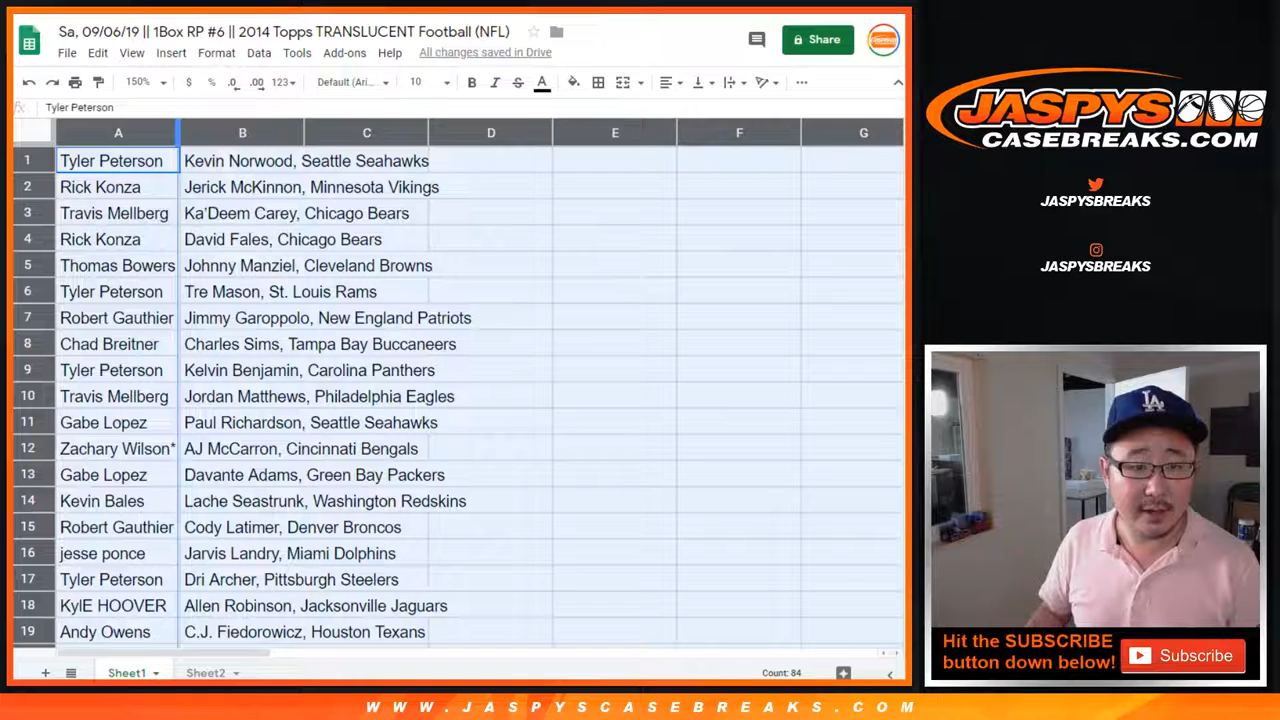 Sa, 09/06/19 || 1Box RP #6 || 2014 Topps TRANSLUCENT Football (NFL)
File Edit View Insert Format Data Tools Add-ons Help All changes saved in Drive
Share
150% $ % .0 .00 123 Default (Ari... 10 B I S A
fx Tyler Peterson
A B C D E F G
1 Tyler Peterson Kevin Norwood, Seattle Seahawks
2 Rick Konza Jerick McKinnon, Minnesota Vikings
3 Travis Mellberg Ka'Deem Carey, Chicago Bears
4 Rick Konza David Fales, Chicago Bears
5 Thomas Bowers Johnny Manziel, Cleveland Browns
6 Tyler Peterson Tre Mason, St. Louis Rams
7 Robert Gauthier Jimmy Garoppolo, New England Patriots
8 Chad Breitner Charles Sims, Tampa Bay Buccaneers
9 Tyler Peterson Kelvin Benjamin, Carolina Panthers
10 Travis Mellberg Jordan Matthews, Philadelphia Eagles
11 Gabe Lopez Paul Richardson, Seattle Seahawks
12 Zachary Wilson* AJ McCarron, Cincinnati Bengals
13 Gabe Lopez Davante Adams, Green Bay Packers
14 Kevin Bales Lache Seastrunk, Washington Redskins
15 Robert Gauthier Cody Latimer, Denver Broncos
16 jesse ponce Jarvis Landry, Miami Dolphins
17 Tyler Peterson Dri Archer, Pittsburgh Steelers
18 KylE HOOVER Allen Robinson, Jacksonville Jaguars
19 Andy Owens C.J. Fiedorowicz, Houston Texans
Sheet1 Sheet2 Count: 84
JASPYS
CASEBREAKS.COM
JASPYSBREAKS
JASPYSBREAKS
LA
Hit the SUBSCRIBE
button down below!
Subscribe
WWW.JASPYSCASEBREAKS.COM